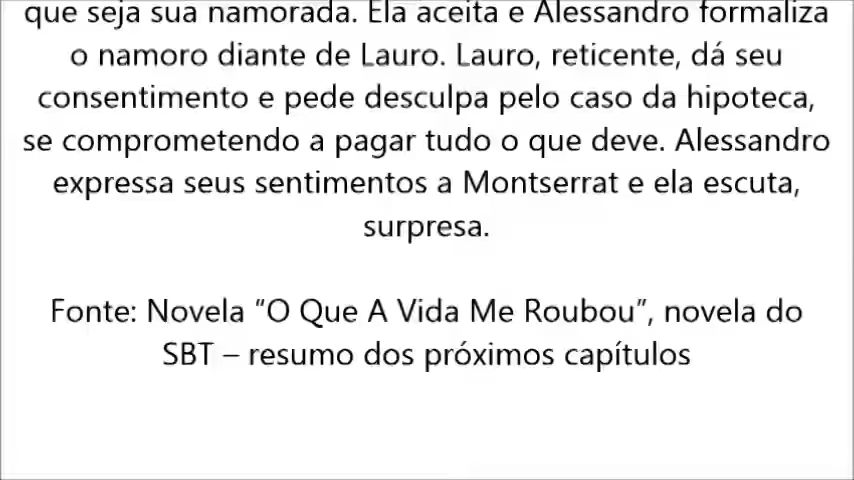 que seja sua namorada. Ela aceita e Alessandro formaliza
o namoro diante de Lauro. Lauro, reticente, dá seu
consentimento e pede desculpa pelo caso da hipoteca,
se comprometendo a pagar tudo o que deve. Alessandro
expressa seus sentimentos a Montserrat e ela escuta,
surpresa.
Fonte: Novela "O Que A Vida Me Roubou", novela do
SBT – resumo dos próximos capítulos